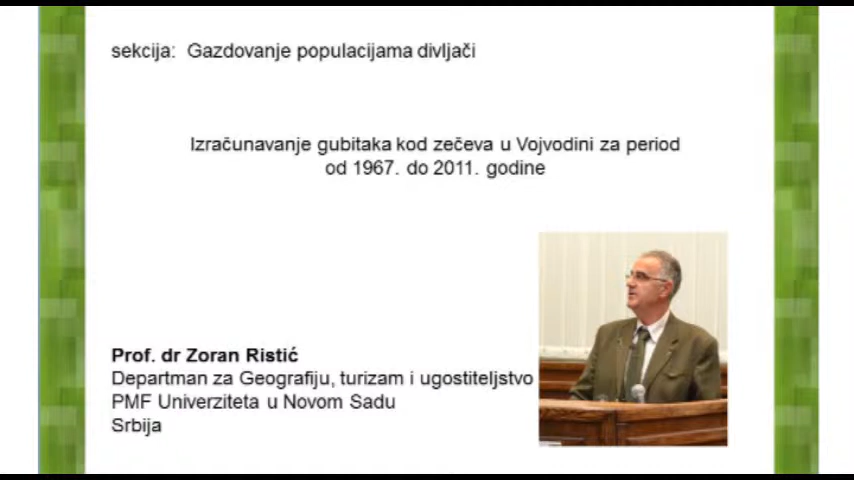 sekcija: Gazdovanje populacijama divljači
Izračunavanje gubitaka kod zečeva u Vojvodini za period
od 1967. do 2011. godine
Prof. dr Zoran Ristić
Departman za Geografiju, turizam i ugostiteljstvo
PMF Univerziteta u Novom Sadu
Srbija